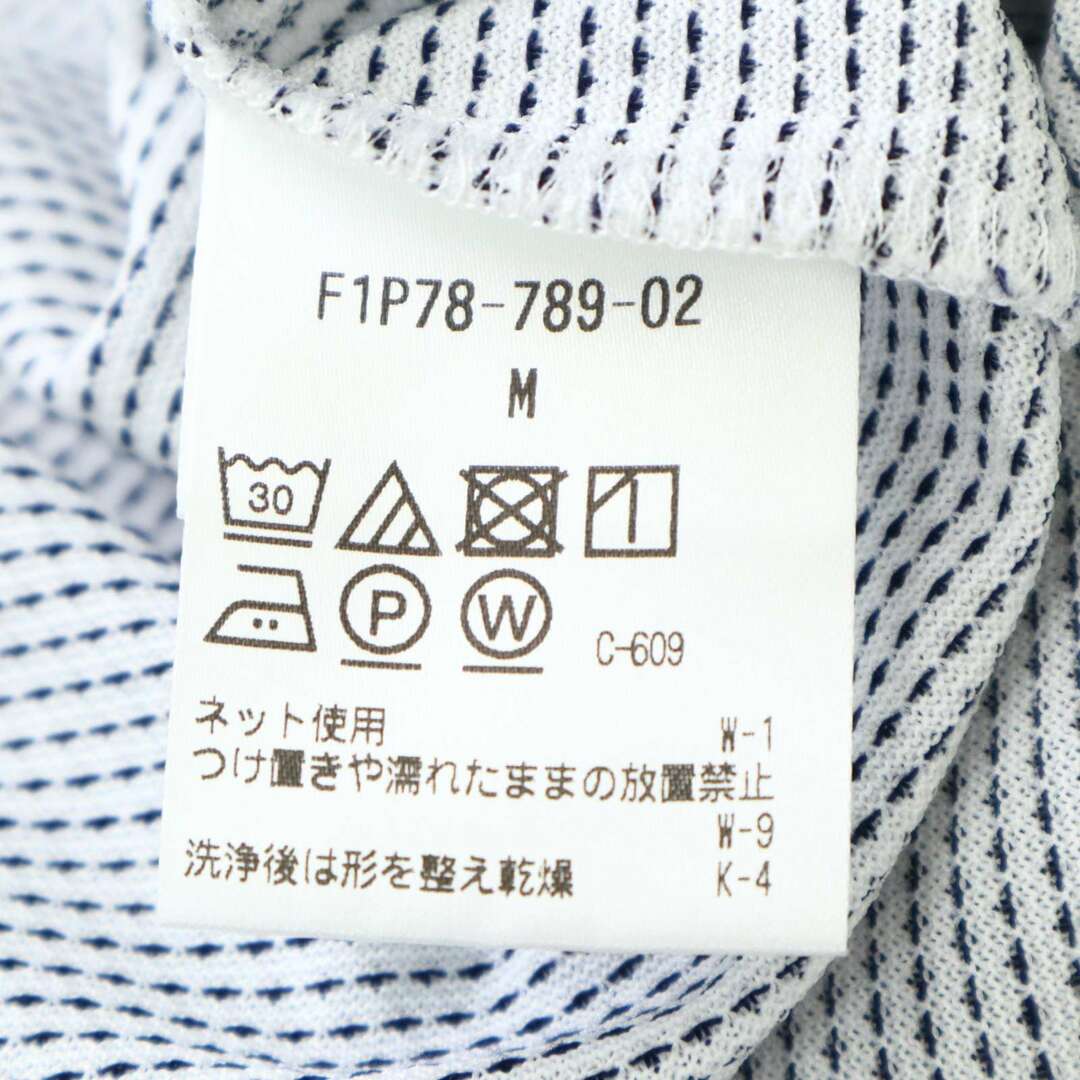 F1P78-789-02
M
30
P W C-609
ネット使用 W-1
つけ置きや濡れたままの放置禁止
W-9
洗浄後は形を整え乾燥 K-4